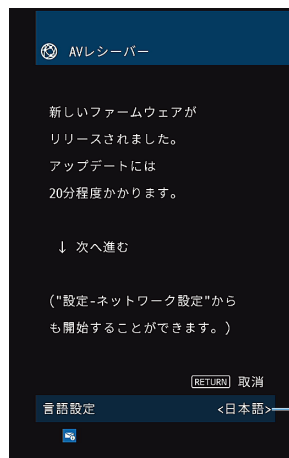 AVレシーバー
新しいファームウェアが
リリースされました。
アップデートには
20分程度かかります。
↓ 次へ進む
("設定-ネットワーク設定"から
も開始することができます。)
RETURN 取消
言語設定 <日本語>